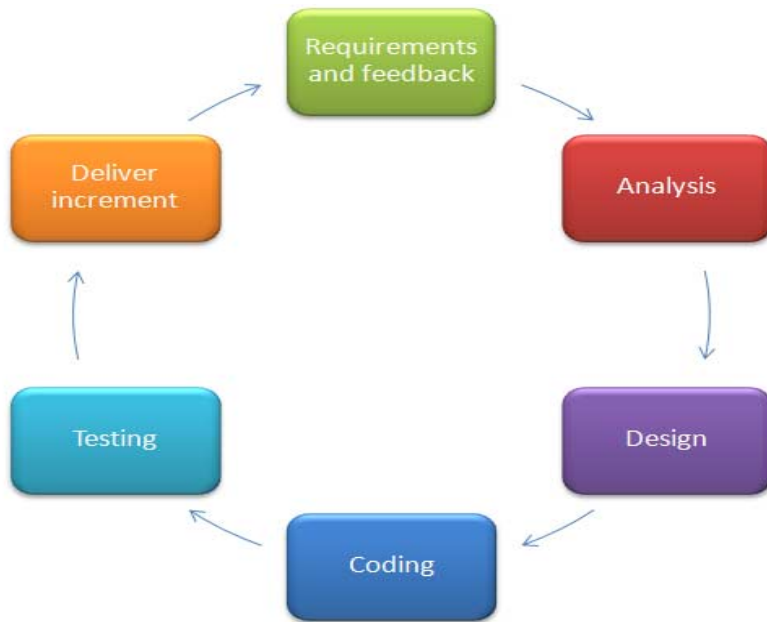 Requirements
and feedback
Analysis
Design
Coding
Testing
Deliver
increment